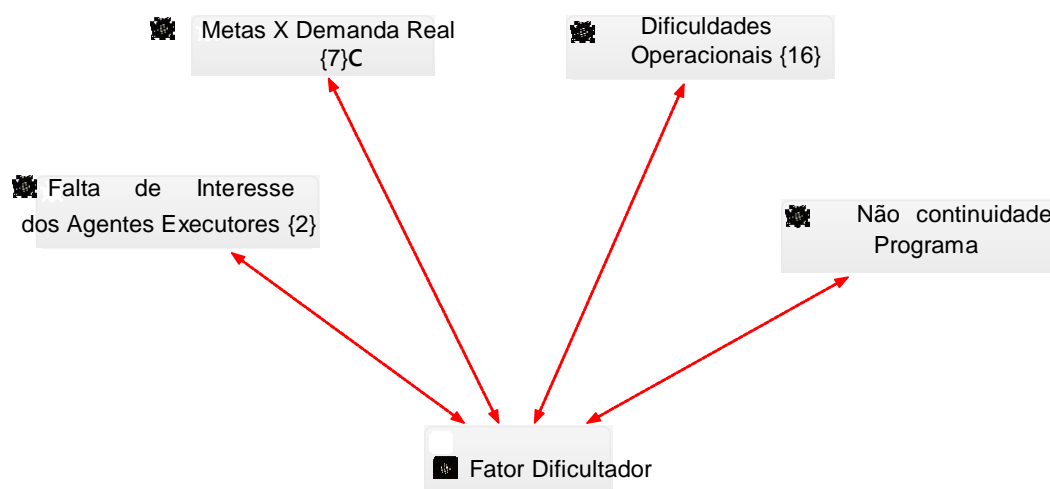 Metas X Demanda Real
{7}C
Dificuldades
Operacionais {16}
Falta de Interesse
dos Agentes Executores {2}
Não continuidade
Programa
Fator Dificultador